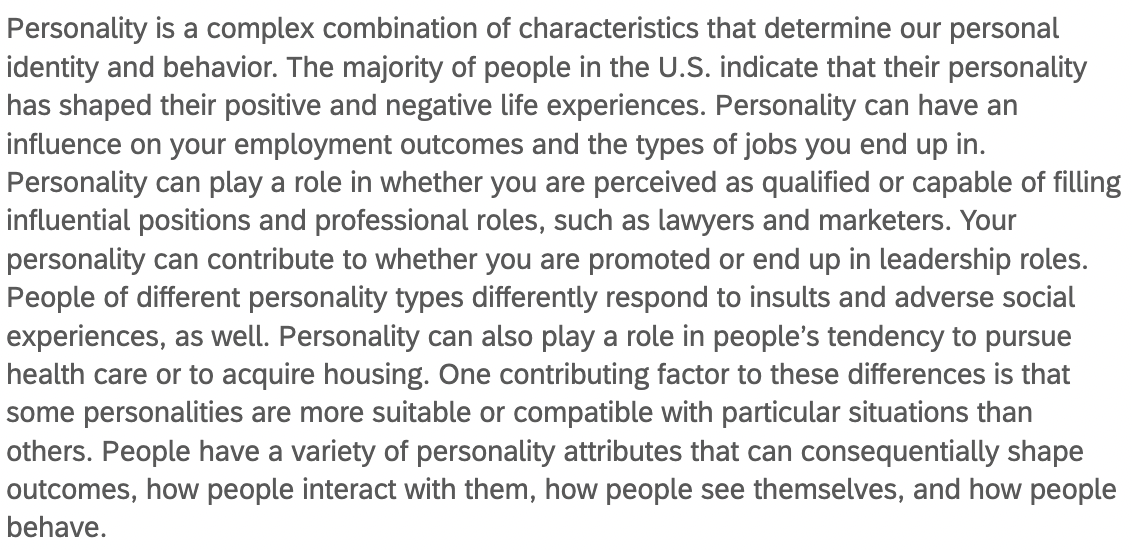 Personality is a complex combination of characteristics that determine our personal
identity and behavior. The majority of people in the U.S. indicate that their personality
has shaped their positive and negative life experiences. Personality can have an
influence on your employment outcomes and the types of jobs you end up in.
Personality can play a role in whether you are perceived as qualified or capable of filling
influential positions and professional roles, such as lawyers and marketers. Your
personality can contribute to whether you are promoted or end up in leadership roles.
People of different personality types differently respond to insults and adverse social
experiences, as well. Personality can also play a role in people’s tendency to pursue
health care or to acquire housing. One contributing factor to these differences is that
some personalities are more suitable or compatible with particular situations than
others. People have a variety of personality attributes that can consequentially shape
outcomes, how people interact with them, how people see themselves, and how people
behave.